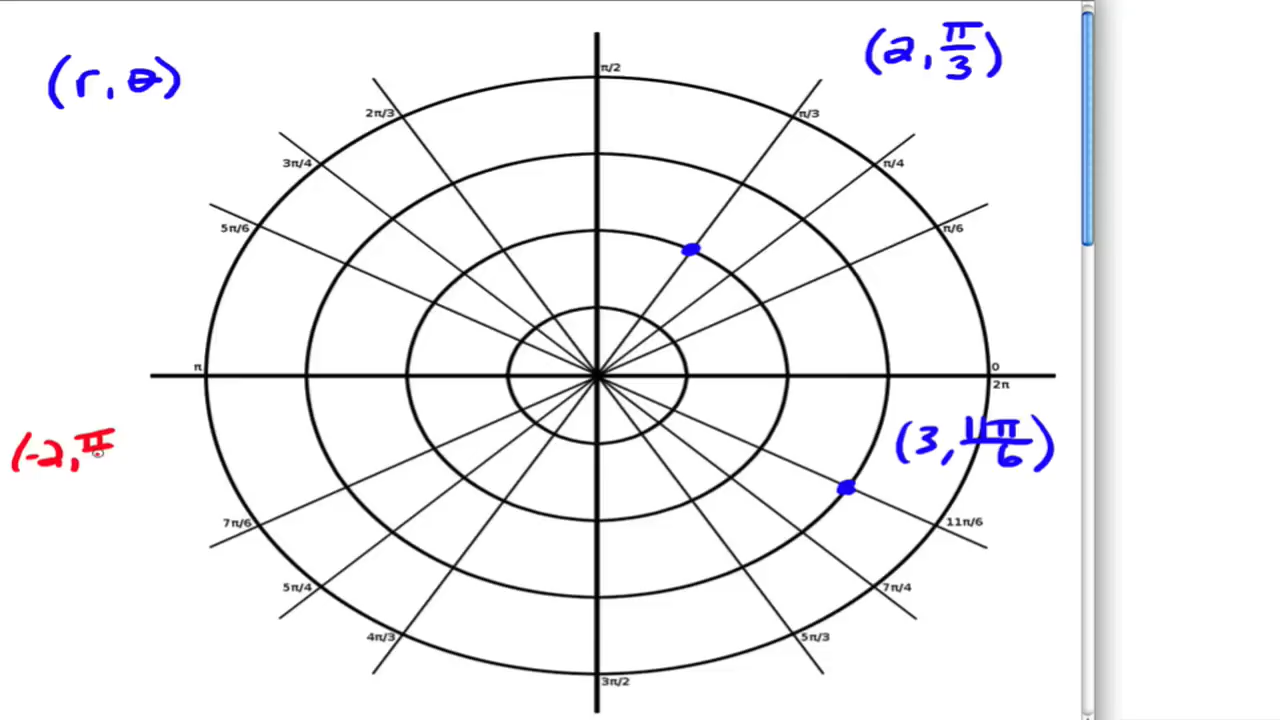 (r, θ)
(2, π/3)
π/2
2π/3
π/3
3π/4
π/4
5π/6
π/6
π
0
2π
(-2, π
(3, 11π/6)
7π/6
11π/6
5π/4
7π/4
4π/3
5π/3
3π/2